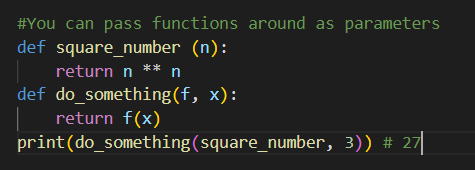 #You can pass functions around as parameters
def square_number (n):
    return n ** n
def do_something(f, x):
    return f(x)
print(do_something(square_number, 3)) # 27